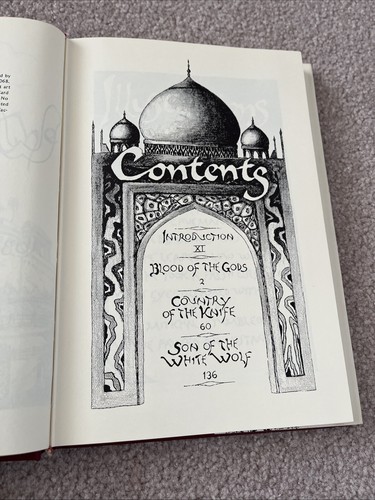 Contents
INTRODUCTION
XI
BLOOD OF THE GODS
2
COUNTRY
OF THE KNIFE
60
SON OF THE
WHITE WOLF
136